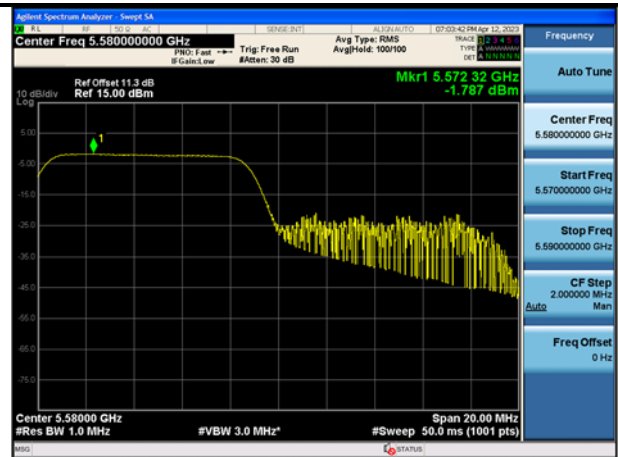 Agilent Spectrum Analyzer - Swept SA
RL RF 50 Ω AC SENSE:INT ALIGN AUTO 07:03:42 PM Apr 12, 2023
Center Freq 5.580000000 GHz
PNO: Fast
IFGain:Low
Trig: Free Run
#Atten: 30 dB
Avg Type: RMS
Avg|Hold: 100/100
TRACE 1 2 3 4 5 6
TYPE A WWWWW
DET A N N N N N
Frequency
Auto Tune
Mkr1 5.572 32 GHz
-1.787 dBm
Ref Offset 11.3 dB
10 dB/div Ref 15.00 dBm
Log
5.00
-5.00
-15.0
-25.0
-35.0
-45.0
-55.0
-65.0
-75.0
1
Center Freq
5.580000000 GHz
Start Freq
5.570000000 GHz
Stop Freq
5.590000000 GHz
CF Step
2.000000 MHz
Auto Man
Freq Offset
0 Hz
Center 5.58000 GHz Span 20.00 MHz
#Res BW 1.0 MHz #VBW 3.0 MHz* #Sweep 50.0 ms (1001 pts)
MSG STATUS